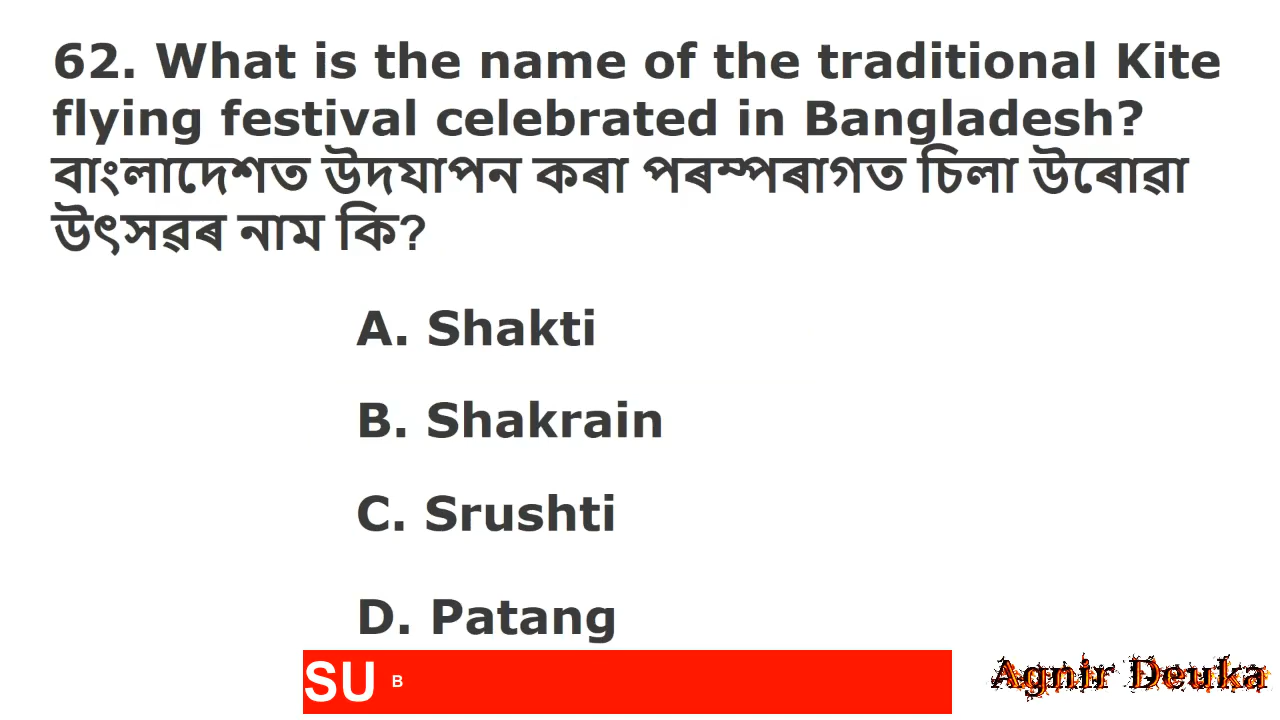 62. What is the name of the traditional Kite
flying festival celebrated in Bangladesh?
বাংলাদেশত উদযাপন কৰা পৰম্পৰাগত চিলা উৰোৱা
উৎসৱৰ নাম কি?
A. Shakti
B. Shakrain
C. Srushti
D. Patang
SU B
Agnir Deuka